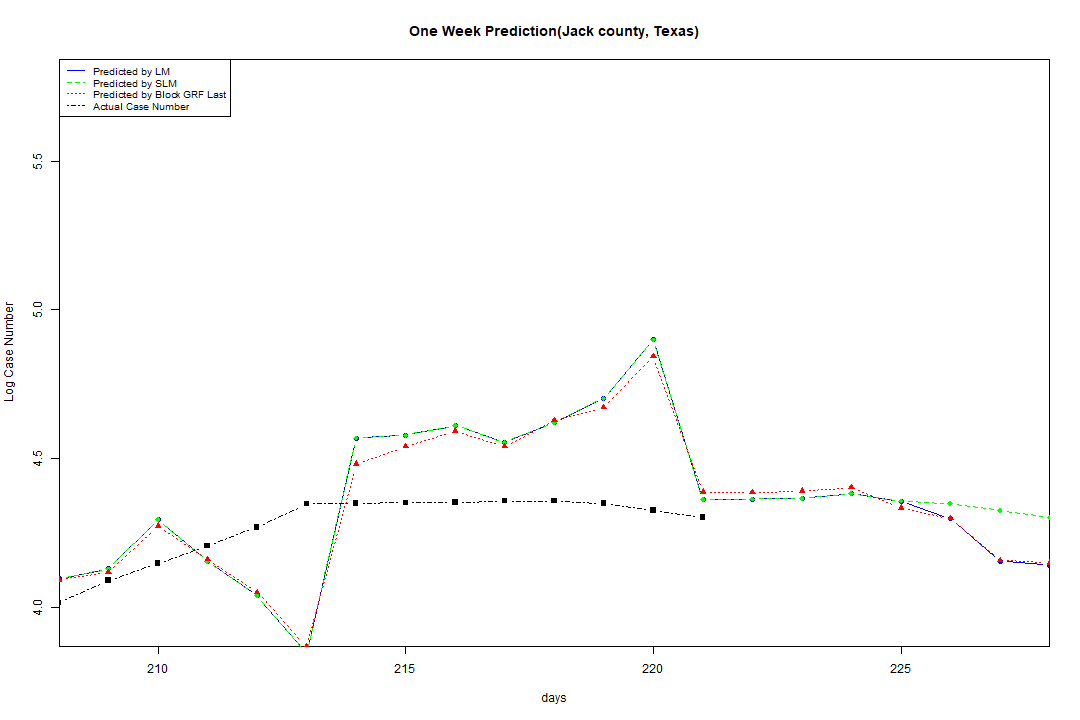 One Week Prediction(Jack county, Texas)
Predicted by LM
Predicted by SLM
Predicted by Block GRF Last
Actual Case Number
5.5
5.0
4.5
4.0
Log Case Number
210
215
220
225
days